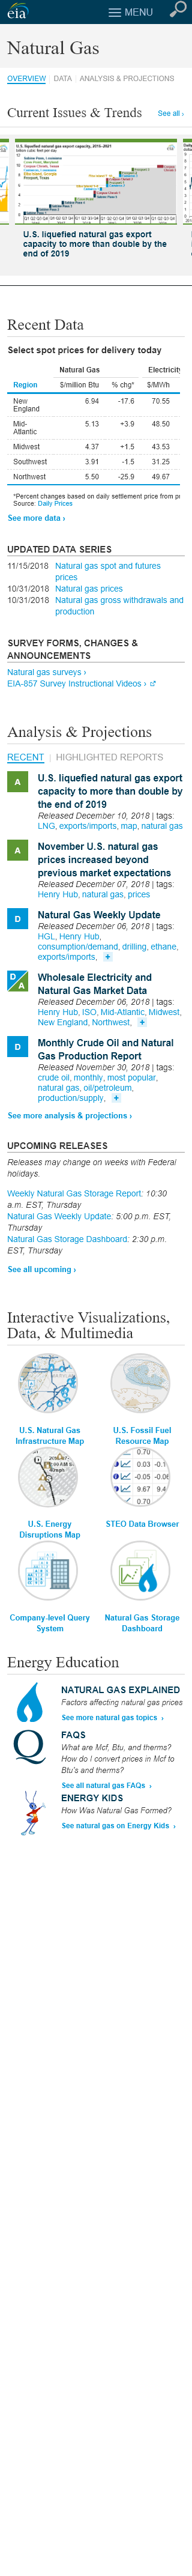 eia
MENU
Natural Gas
OVERVIEW | DATA | ANALYSIS & PROJECTIONS
Current Issues & Trends
See all ›
U.S. liquefied natural gas export
capacity to more than double by the
end of 2019
Recent Data
Select spot prices for delivery today
Natural Gas Electricity
Region $/million Btu % chg* $/MWh
New
England 6.94 -17.6 70.55
Mid-
Atlantic 5.13 +3.9 48.50
Midwest 4.37 +1.5 43.53
Southwest 3.91 -1.5 31.25
Northwest 5.50 -25.9 49.67
*Percent changes based on daily settlement price from pr
Source: Daily Prices
See more data ›
UPDATED DATA SERIES
11/15/2018 Natural gas spot and futures
prices
10/31/2018 Natural gas prices
10/31/2018 Natural gas gross withdrawals and
production
SURVEY FORMS, CHANGES &
ANNOUNCEMENTS
Natural gas surveys ›
EIA-857 Survey Instructional Videos ›
Analysis & Projections
RECENT | HIGHLIGHTED REPORTS
A
U.S. liquefied natural gas export
capacity to more than double by
the end of 2019
Released December 10, 2018 | tags:
LNG, exports/imports, map, natural gas
A
November U.S. natural gas
prices increased beyond
previous market expectations
Released December 07, 2018 | tags:
Henry Hub, natural gas, prices
D
Natural Gas Weekly Update
Released December 06, 2018 | tags:
HGL, Henry Hub,
consumption/demand, drilling, ethane,
exports/imports, +
D A
Wholesale Electricity and
Natural Gas Market Data
Released December 06, 2018 | tags:
Henry Hub, ISO, Mid-Atlantic, Midwest,
New England, Northwest, +
D
Monthly Crude Oil and Natural
Gas Production Report
Released November 30, 2018 | tags:
crude oil, monthly, most popular,
natural gas, oil/petroleum,
production/supply, +
See more analysis & projections ›
UPCOMING RELEASES
Releases may change on weeks with Federal
holidays.
Weekly Natural Gas Storage Report: 10:30
a.m. EST, Thursday
Natural Gas Weekly Update: 5:00 p.m. EST,
Thursday
Natural Gas Storage Dashboard: 2:30 p.m.
EST, Thursday
See all upcoming ›
Interactive Visualizations,
Data, & Multimedia
U.S. Natural Gas
Infrastructure Map
U.S. Fossil Fuel
Resource Map
U.S. Energy
Disruptions Map
STEO Data Browser
Company-level Query
System
Natural Gas Storage
Dashboard
Energy Education
NATURAL GAS EXPLAINED
Factors affecting natural gas prices
See more natural gas topics ›
Q
FAQS
What are Mcf, Btu, and therms?
How do I convert prices in Mcf to
Btu's and therms?
See all natural gas FAQs ›
ENERGY KIDS
How Was Natural Gas Formed?
See natural gas on Energy Kids ›